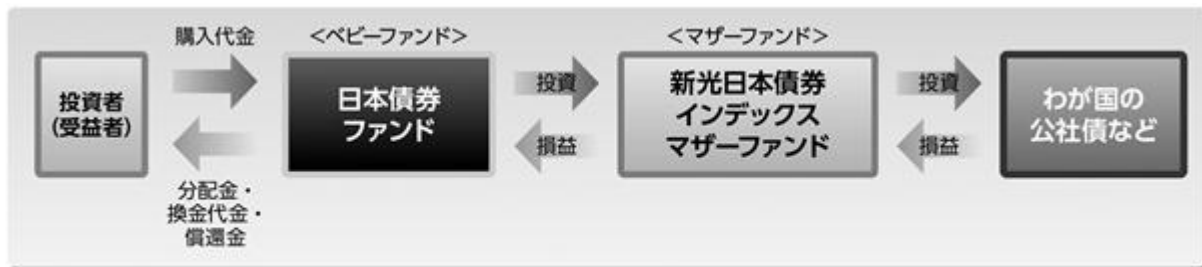 購入代金
<ベビーファンド>
<マザーファンド>
投資者
(受益者)
日本債券
ファンド
投資
損益
新光日本債券
インデックス
マザーファンド
投資
損益
わが国の
公社債など
分配金・
換金代金・
償還金